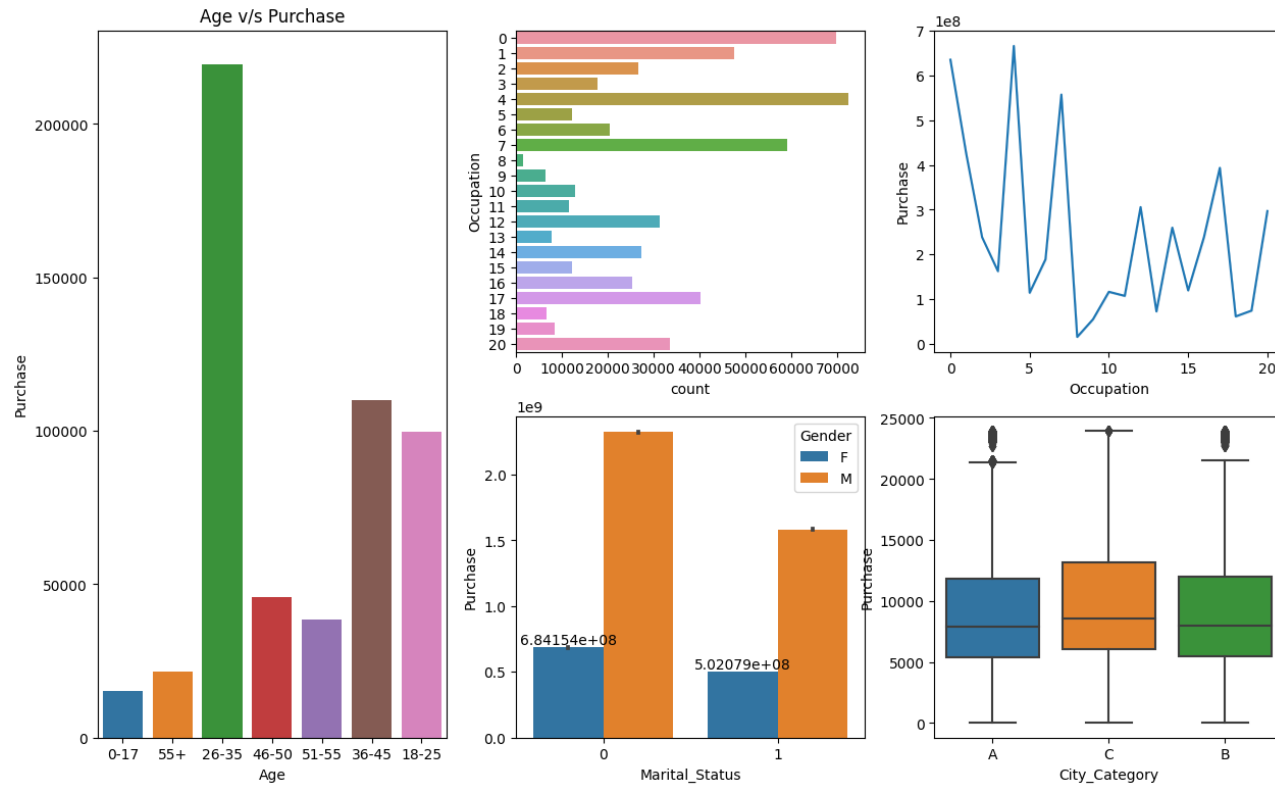 Age v/s Purchase
200000
150000
100000
50000
0
Purchase
0-17 55+ 26-35 46-50 51-55 36-45 18-25
Age
0
1
2
3
4
5
6
7
8
9
10
11
12
13
14
15
16
17
18
19
20
Occupation
0 10000 20000 30000 40000 50000 60000 70000
count
1e8
7
6
5
4
3
2
1
0
Purchase
0 5 10 15 20
Occupation
1e9
2.0
1.5
1.0
0.5
0.0
Purchase
Gender
F
M
6.84154e+08
5.02079e+08
0 1
Marital_Status
25000
20000
15000
10000
5000
0
Purchase
A C B
City_Category